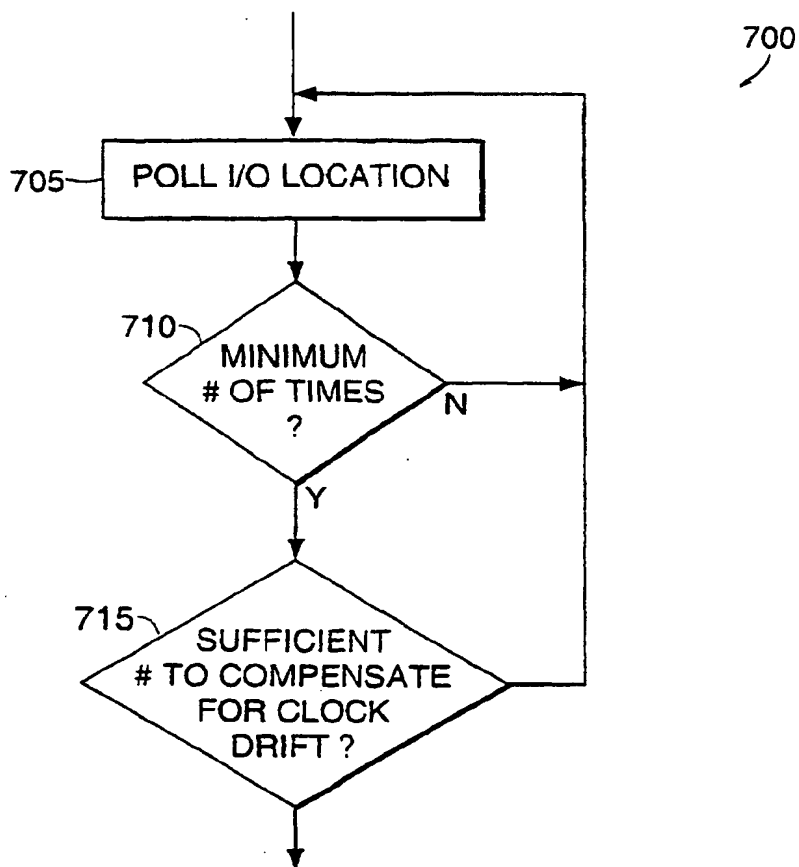 700
705
POLL I/O LOCATION
710
MINIMUM
# OF TIMES
?
N
Y
715
SUFFICIENT
# TO COMPENSATE
FOR CLOCK
DRIFT ?